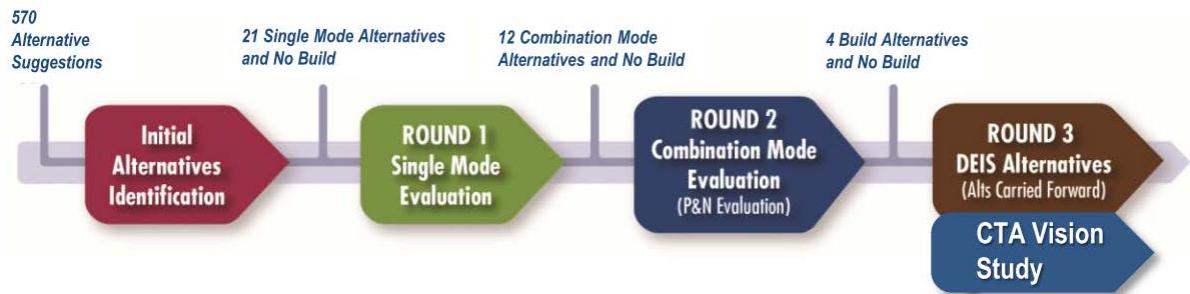 570
Alternative
Suggestions
21 Single Mode Alternatives
and No Build
12 Combination Mode
Alternatives and No Build
4 Build Alternatives
and No Build
Initial
Alternatives
Identification
ROUND 1
Single Mode
Evaluation
ROUND 2
Combination Mode
Evaluation
(P&N Evaluation)
ROUND 3
DEIS Alternatives
(Alts Carried Forward)
CTA Vision
Study